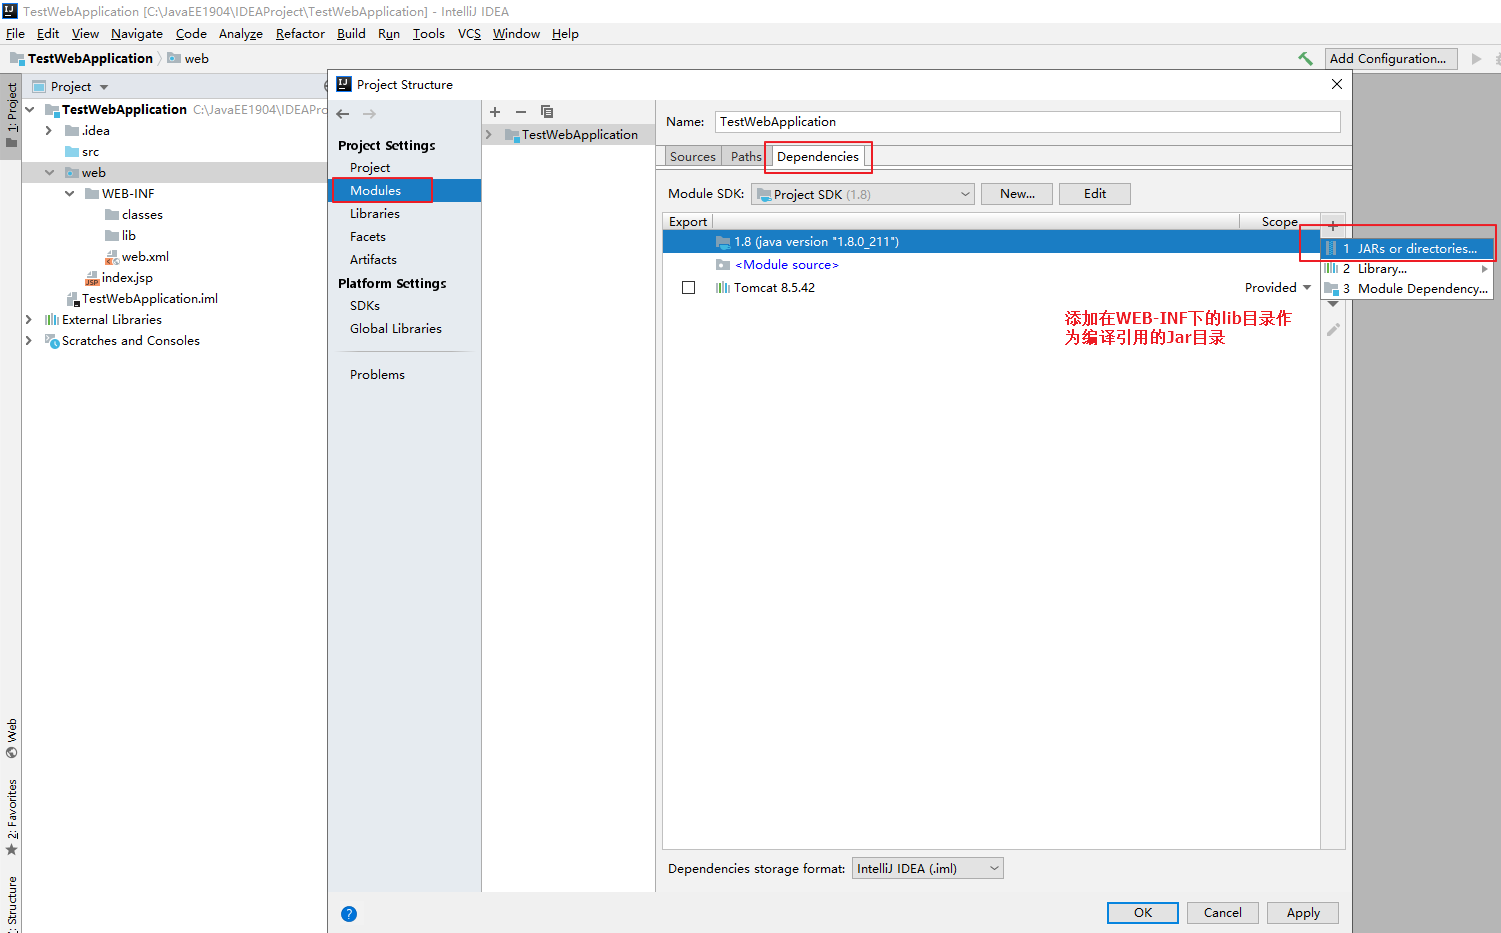 TestWebApplication [C:\JavaEE1904\IDEAProject\TestWebApplication] - IntelliJ IDEA
File Edit View Navigate Code Analyze Refactor Build Run Tools VCS Window Help
TestWebApplication web
Add Configuration...
1: Project
Project
TestWebApplication C:\JavaEE1904\IDEAPro
.idea
src
web
WEB-INF
classes
lib
web.xml
index.jsp
TestWebApplication.iml
External Libraries
Scratches and Consoles
Web
2: Favorites
Structure
Project Structure
Project Settings
Project
Modules
Libraries
Facets
Artifacts
Platform Settings
SDKs
Global Libraries
Problems
TestWebApplication
Name: TestWebApplication
Sources Paths Dependencies
Module SDK: Project SDK (1.8) New... Edit
Export Scope
1.8 (java version "1.8.0_211")
<Module source>
Tomcat 8.5.42 Provided
1 JARs or directories...
2 Library...
3 Module Dependency...
添加在WEB-INF下的lib目录作
为编译引用的Jar目录
Dependencies storage format: IntelliJ IDEA (.iml)
? OK Cancel Apply